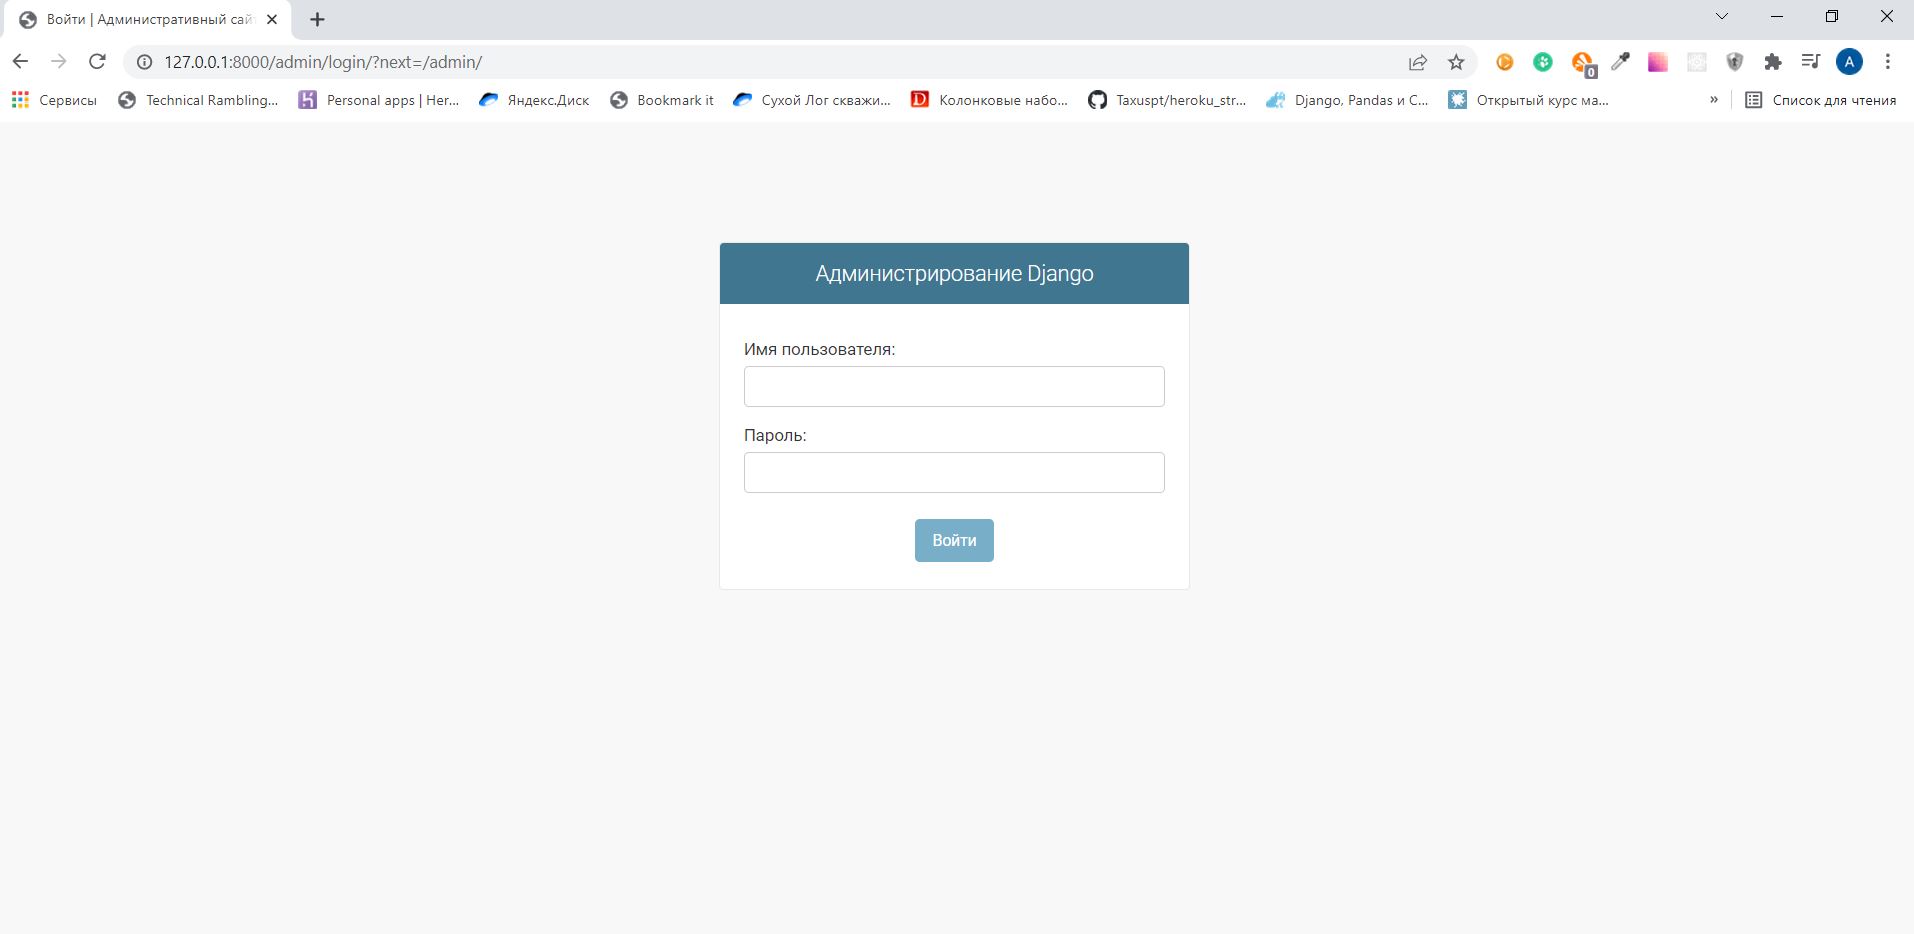 Войти | Административный сай
127.0.0.1:8000/admin/login/?next=/admin/
0
A
Сервисы
Technical Rambling...
Personal apps | Her...
Яндекс.Диск
Bookmark it
Сухой Лог скважи...
Колонковые набо...
Taxuspt/heroku_str...
Django, Pandas и C...
Открытый курс ма...
»
Список для чтения
Администрирование Django
Имя пользователя:
Пароль:
Войти